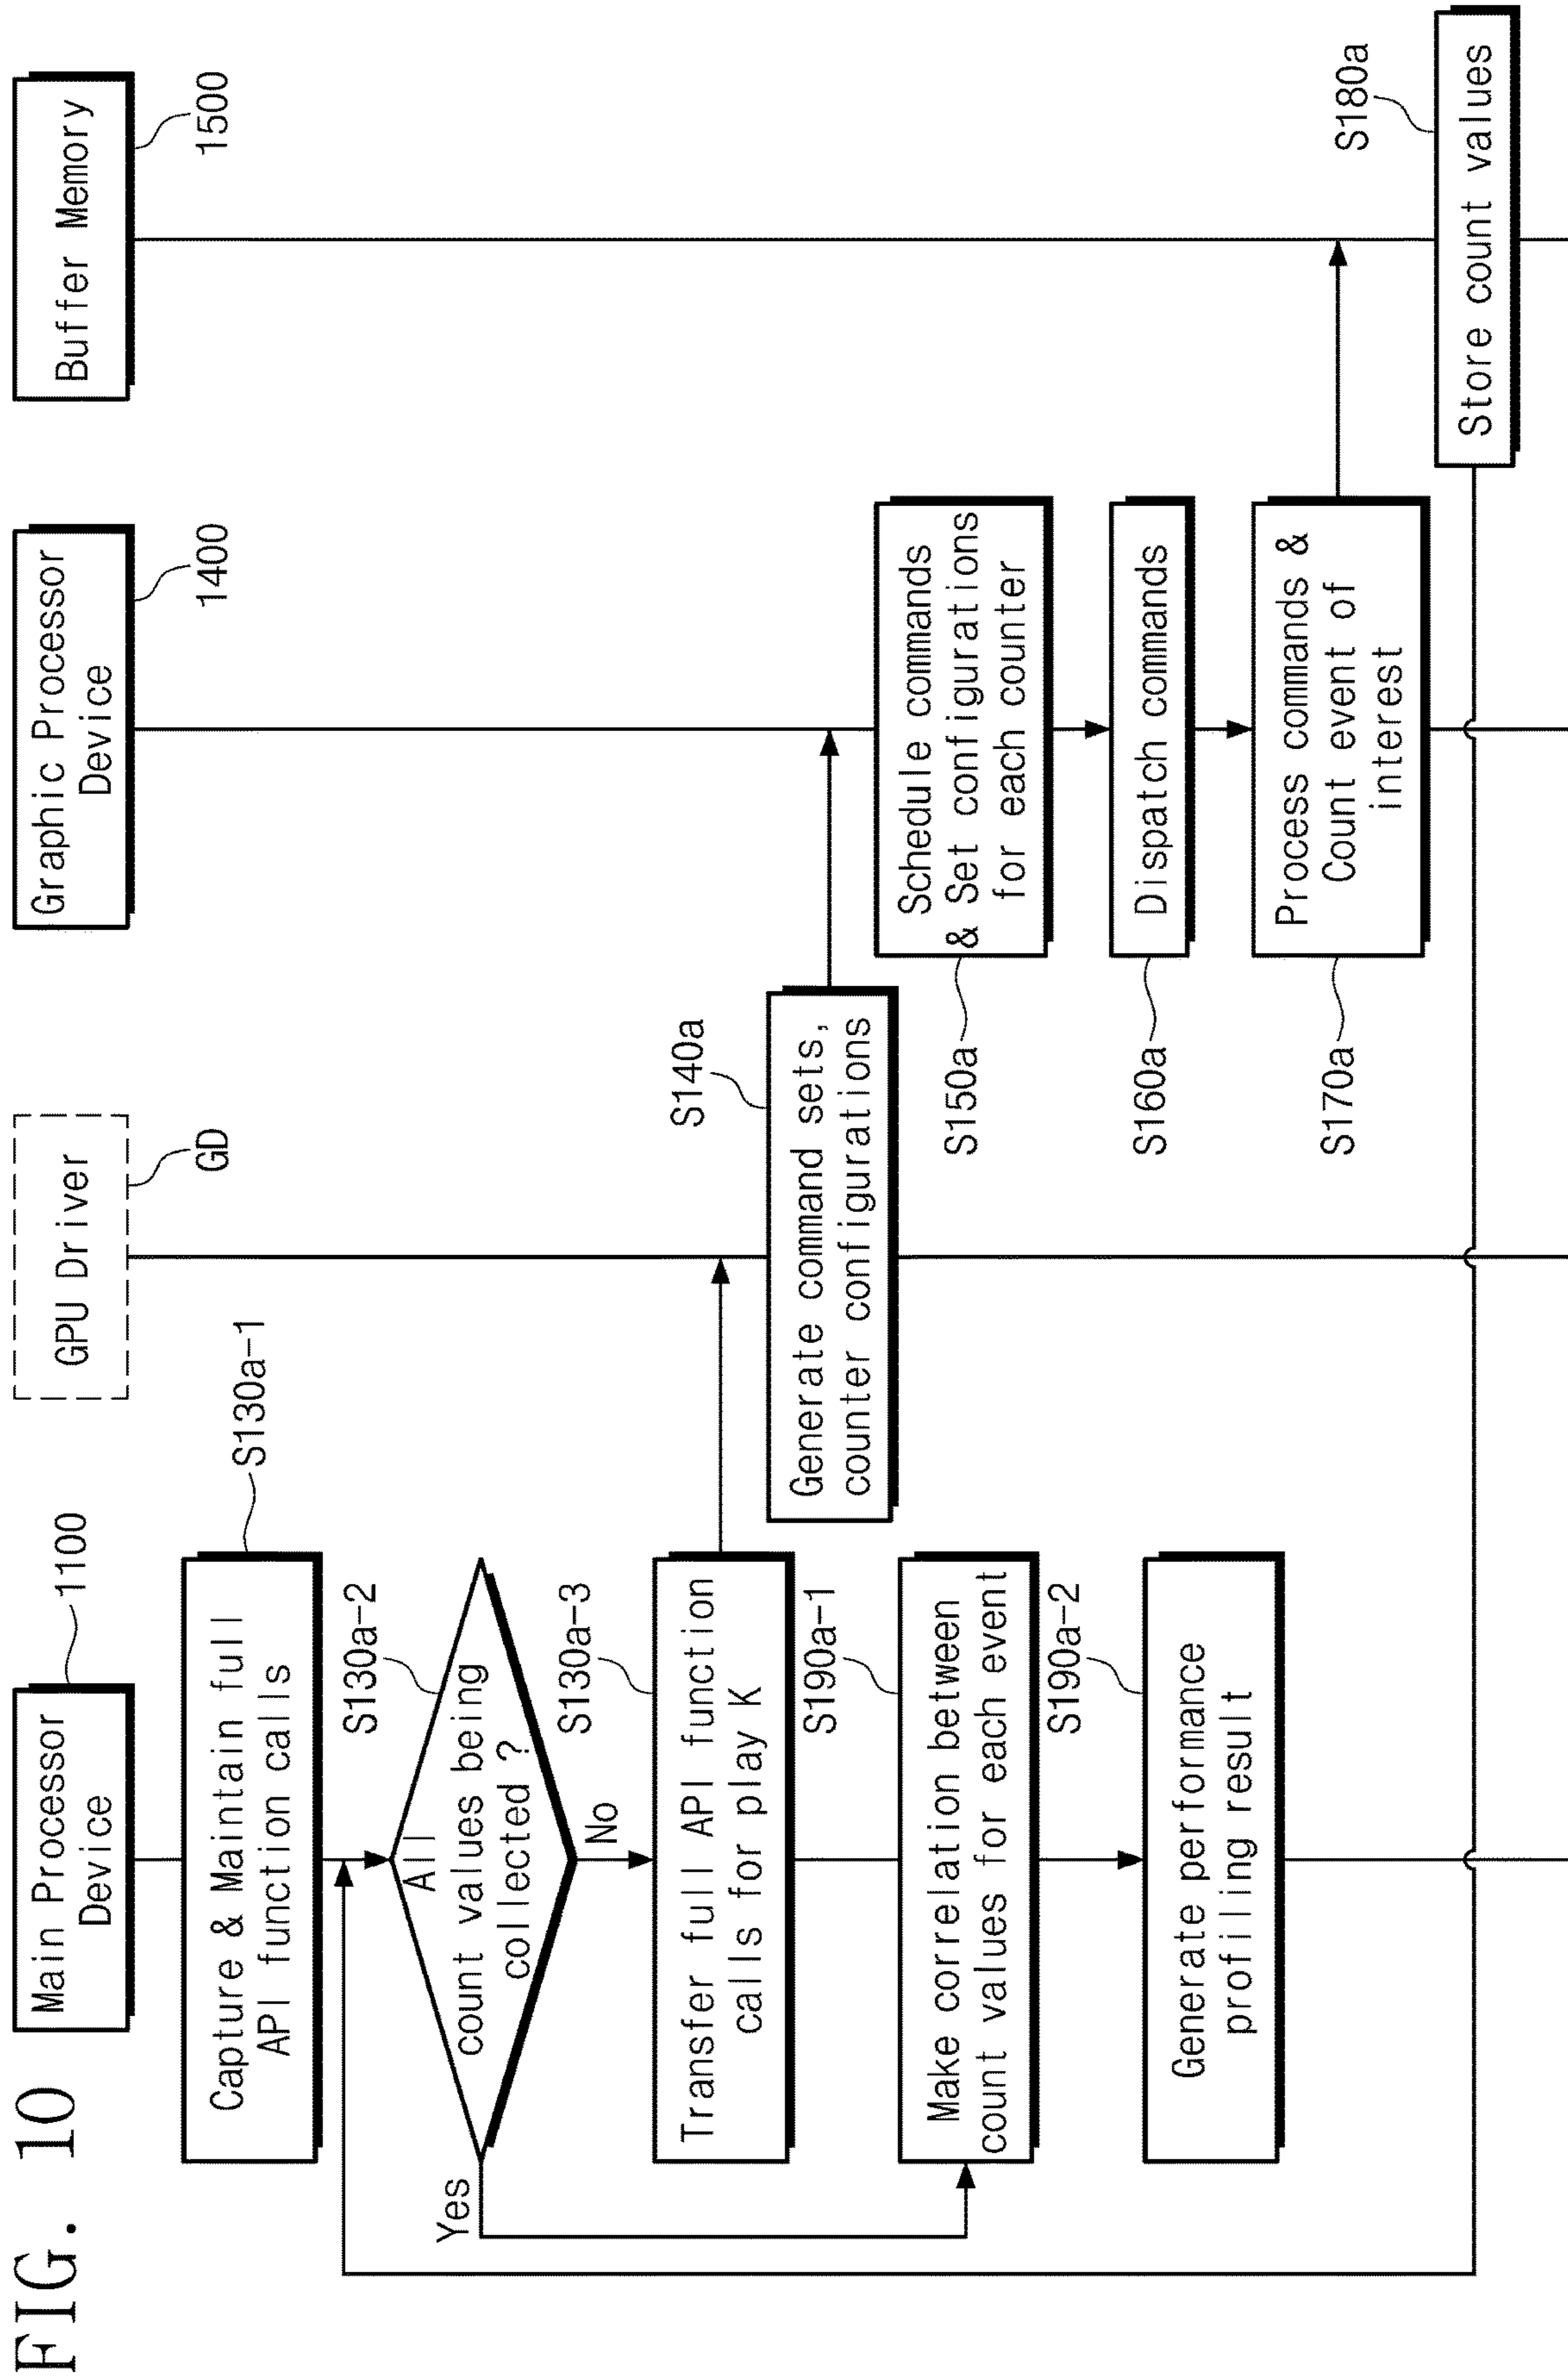 FIG. 10
Main Processor
Device
1100
GPU Driver
GD
Graphic Processor
Device
1400
Buffer Memory
1500
Capture & Maintain full
API function calls
S130a-1
All
count values being
collected ?
S130a-2
Yes
No
Transfer full API function
calls for play K
S130a-3
Generate command sets,
counter configurations
S140a
Schedule commands
& Set configurations
for each counter
S150a
Dispatch commands
S160a
Process commands &
Count event of
interest
S170a
Store count values
S180a
Make correlation between
count values for each event
S190a-1
Generate performance
profiling result
S190a-2